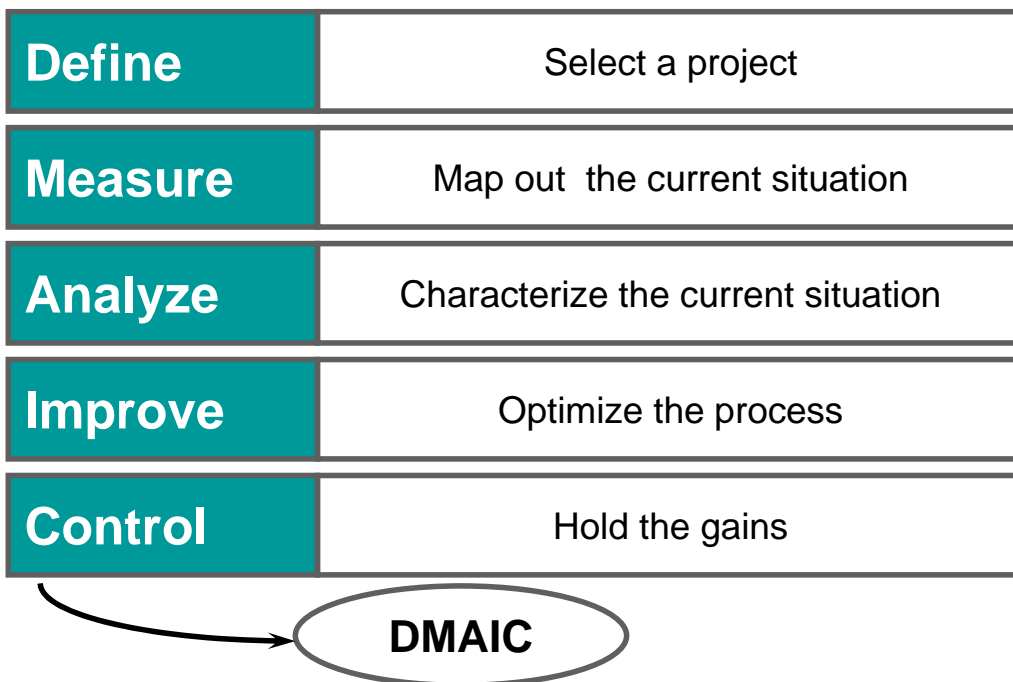 Define
Select a project
Measure
Map out  the current situation
Analyze
Characterize the current situation
Improve
Optimize the process
Control
Hold the gains
DMAIC